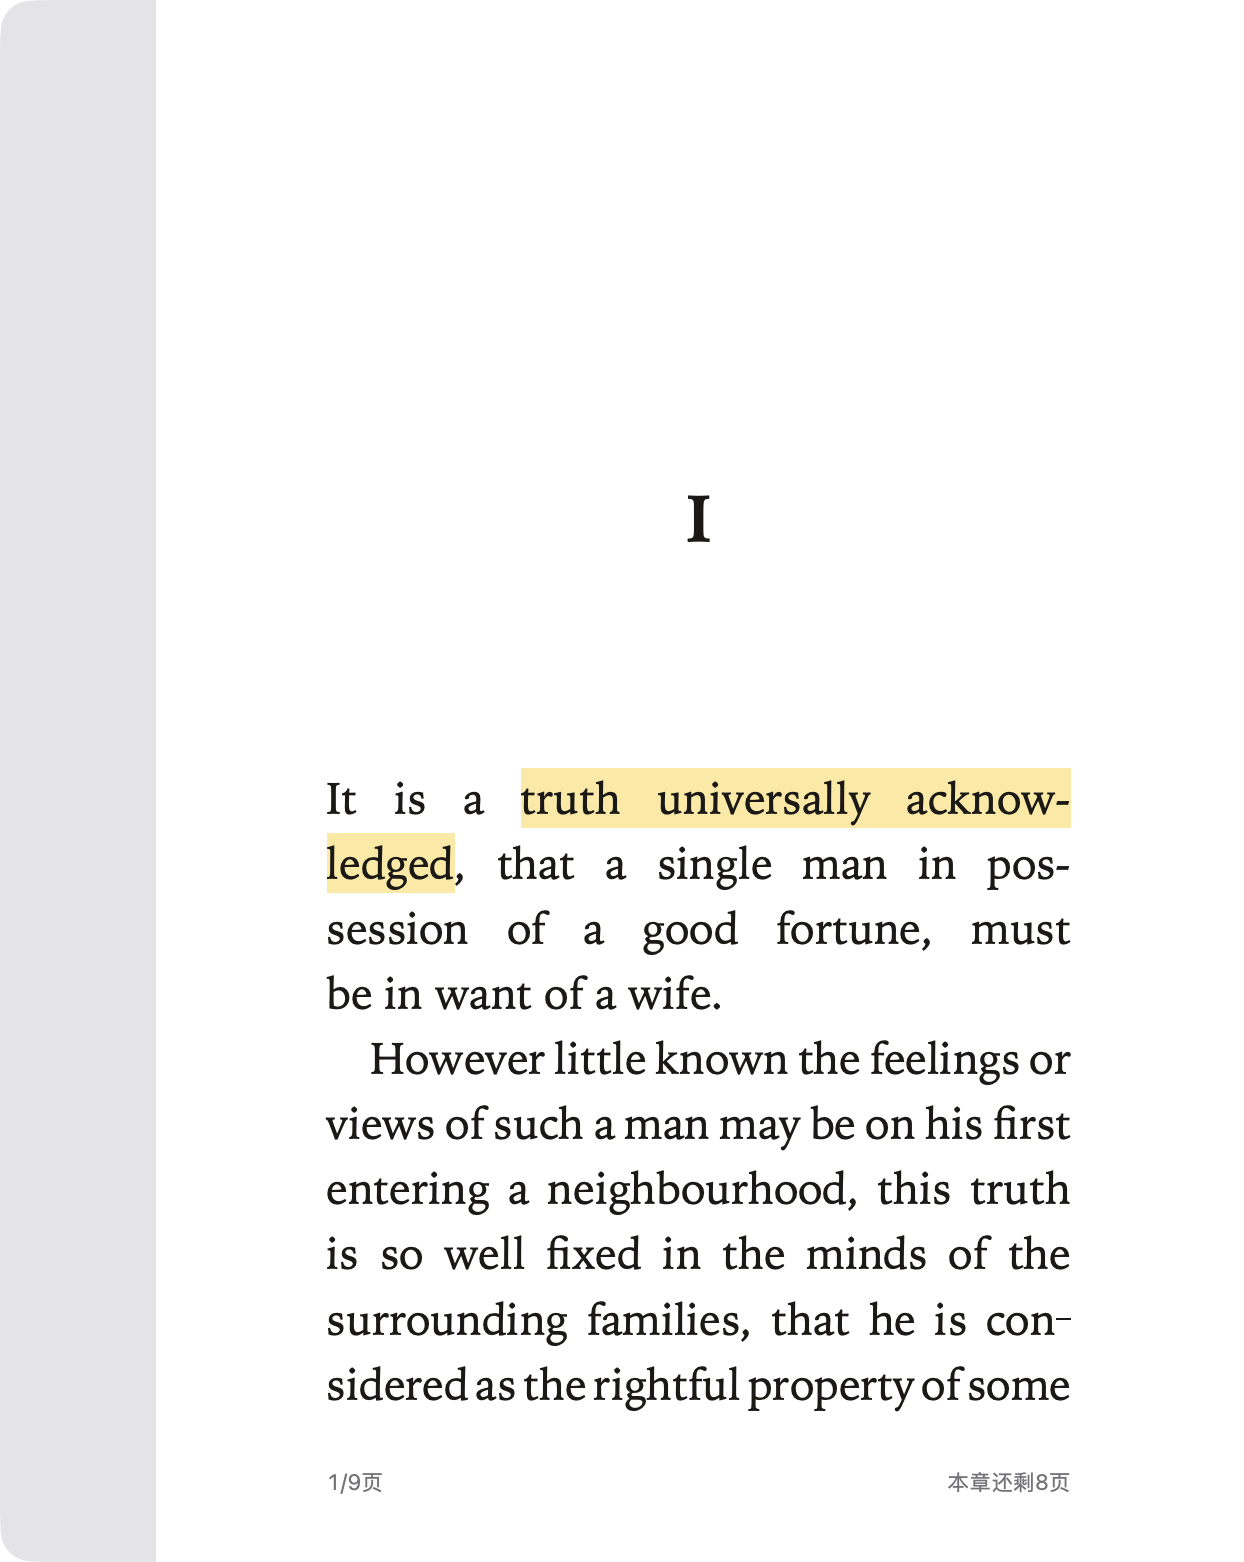 I
It is a truth universally acknow-
ledged, that a single man in pos-
session of a good fortune, must
be in want of a wife.
However little known the feelings or
views of such a man may be on his first
entering a neighbourhood, this truth
is so well fixed in the minds of the
surrounding families, that he is con-
sidered as the rightful property of some
1/9页
本章还剩8页